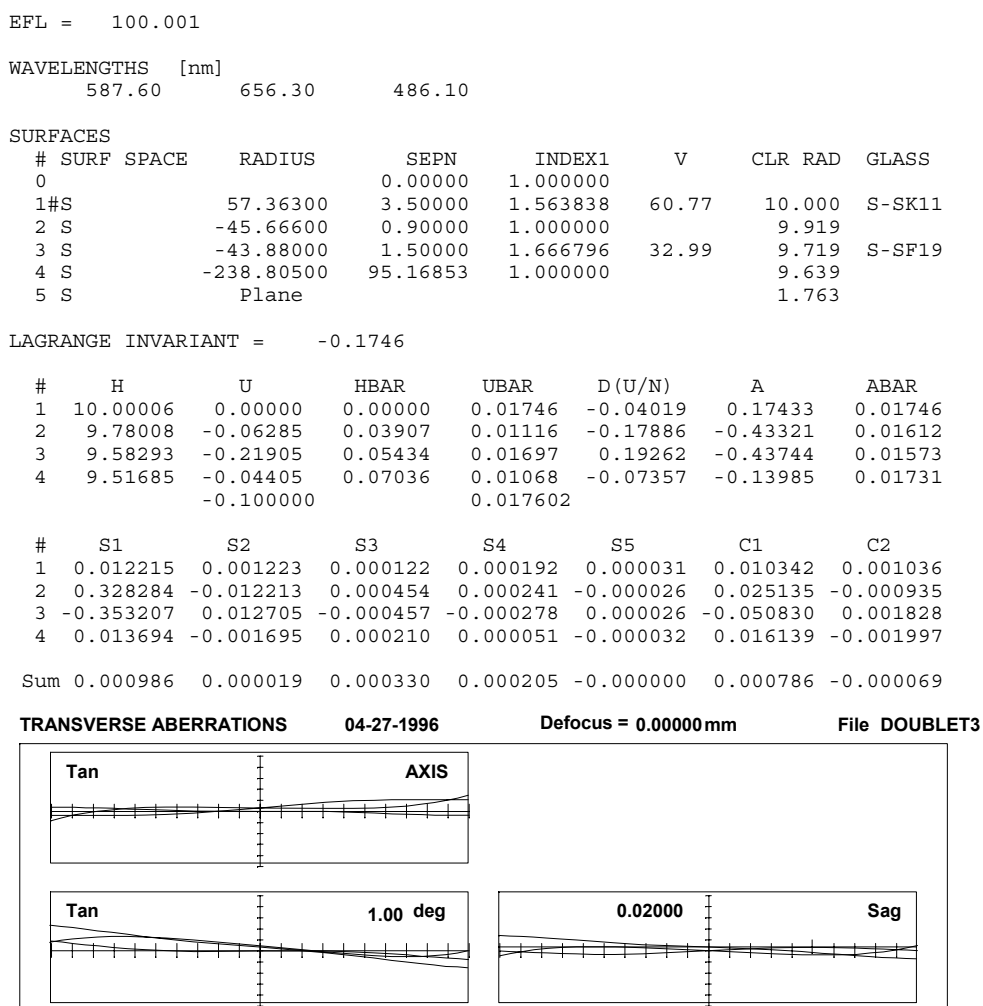 EFL = 100.001
WAVELENGTHS [nm]
587.60 656.30 486.10
SURFACES
# SURF SPACE RADIUS SEPN INDEX1 V CLR RAD GLASS
0 0.00000 1.000000
1#S 57.36300 3.50000 1.563838 60.77 10.000 S-SK11
2 S -45.66600 0.90000 1.000000 9.919
3 S -43.88000 1.50000 1.666796 32.99 9.719 S-SF19
4 S -238.80500 95.16853 1.000000 9.639
5 S Plane 1.763
LAGRANGE INVARIANT = -0.1746
# H U HBAR UBAR D(U/N) A ABAR
1 10.00006 0.00000 0.00000 0.01746 -0.04019 0.17433 0.01746
2 9.78008 -0.06285 0.03907 0.01116 -0.17886 -0.43321 0.01612
3 9.58293 -0.21905 0.05434 0.01697 0.19262 -0.43744 0.01573
4 9.51685 -0.04405 0.07036 0.01068 -0.07357 -0.13985 0.01731
-0.100000 0.017602
# S1 S2 S3 S4 S5 C1 C2
1 0.012215 0.001223 0.000122 0.000192 0.000031 0.010342 0.001036
2 0.328284 -0.012213 0.000454 0.000241 -0.000026 0.025135 -0.000935
3 -0.353207 0.012705 -0.000457 -0.000278 0.000026 -0.050830 0.001828
4 0.013694 -0.001695 0.000210 0.000051 -0.000032 0.016139 -0.001997
Sum 0.000986 0.000019 0.000330 0.000205 -0.000000 0.000786 -0.000069
TRANSVERSE ABERRATIONS 04-27-1996 Defocus = 0.00000 mm File DOUBLET3
Tan AXIS
Tan 1.00 deg 0.02000 Sag